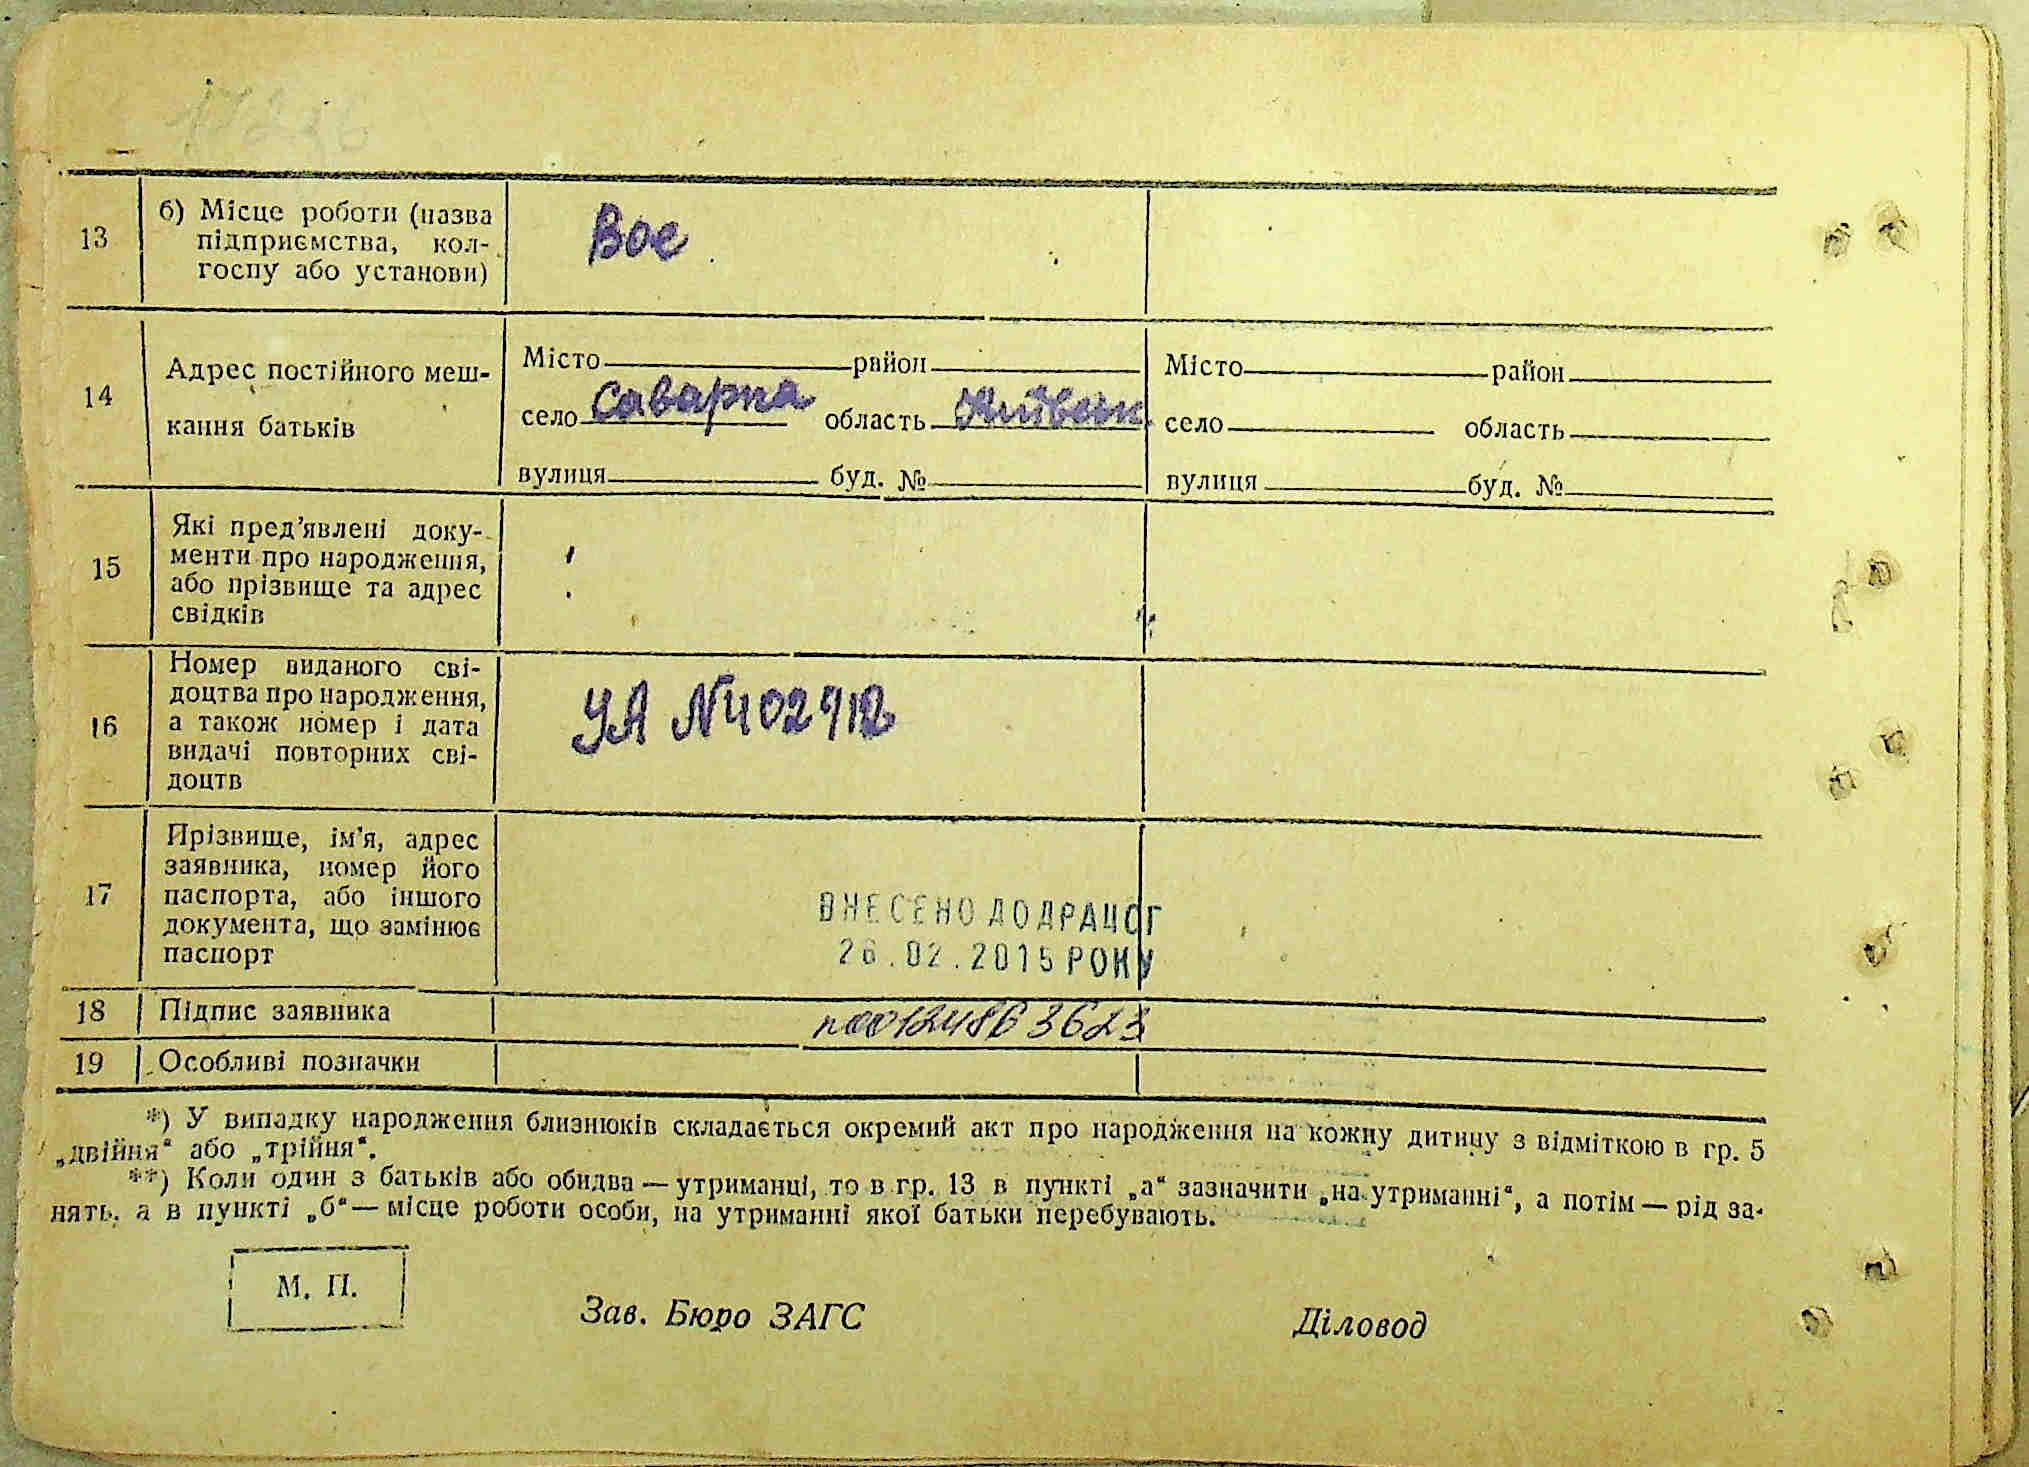 13 б) Місце роботи (назва
підприємства, кол-
госпу або установи)
Вое
14 Адрес постійного меш-
кання батьків
Місто район
село Саварка область Київськ
вулиця буд. №
Місто район
село область
вулиця буд. №
15 Які пред’явлені доку-
менти про народження,
або прізвище та адрес
свідків
16 Номер виданого сві-
доцтва про народження,
а також номер і дата
видачі повторних сві-
доцтв
УА №402912
17 Прізвище, ім’я, адрес
заявника, номер його
паспорта, або іншого
документа, що замінює
паспорт
ВНЕСЕНО ДО ДРАЦСГ
26.02.2015 РОКУ
18 Підпис заявника
п00124863623
19 Особливі позначки
*) У випадку народження близнюків складається окремий акт про народження на кожну дитину з відміткою в гр. 5
„двійня“ або „трійня“.
**) Коли один з батьків або обидва — утриманці, то в гр. 13 в пункті „а“ зазначити „на утриманні“, а потім — рід за-
нять, а в пункті „б“ — місце роботи особи, на утриманні якої батьки перебувають.
М. П.
Зав. Бюро ЗАГС Діловод